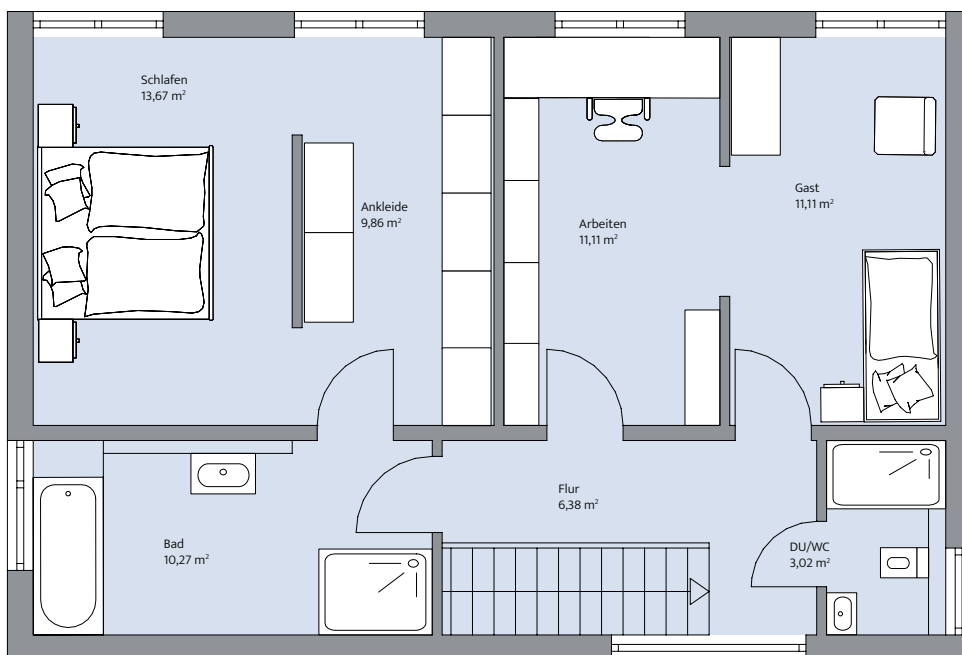 Schlafen
13,67 m²
Ankleide
9,86 m²
Arbeiten
11,11 m²
Gast
11,11 m²
Bad
10,27 m²
Flur
6,38 m²
DU/WC
3,02 m²